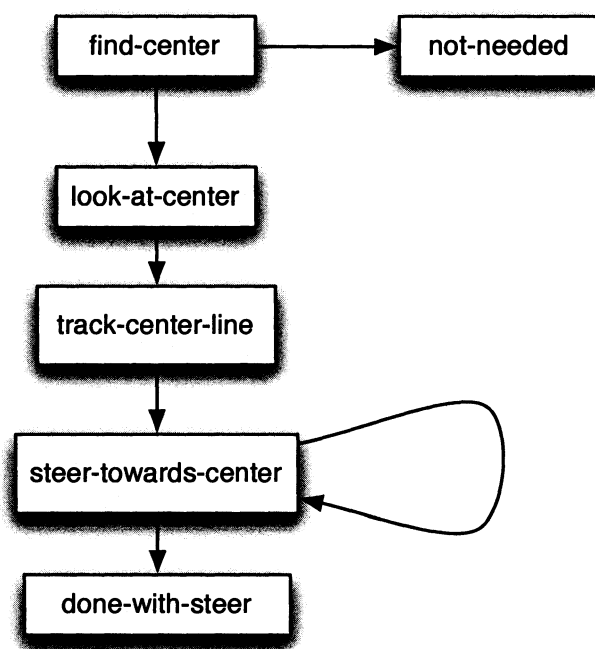 find-center
not-needed
look-at-center
track-center-line
steer-towards-center
done-with-steer